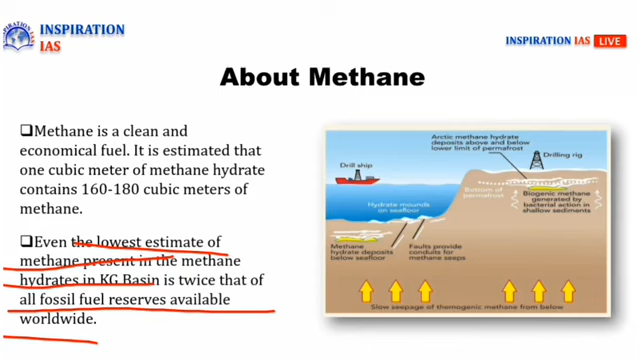 INSPIRATION
IAS
INSPIRATION IAS LIVE
About Methane
❑Methane is a clean and
economical fuel. It is estimated that
one cubic meter of methane hydrate
contains 160-180 cubic meters of
methane.
❑Even the lowest estimate of
methane present in the methane
hydrates in KG Basin is twice that of
all fossil fuel reserves available
worldwide.
Arctic methane hydrate
deposits above and below
lower limit of permafrost
Drill ship
Drilling rig
Bottom of
permafrost
Biogenic methane
generated by
bacterial action in
shallow sediments
Hydrate mounds
on seafloor
Methane
hydrate deposits
below seafloor
Faults provide
conduits for
methane seeps
Slow seepage of thermogenic methane from below